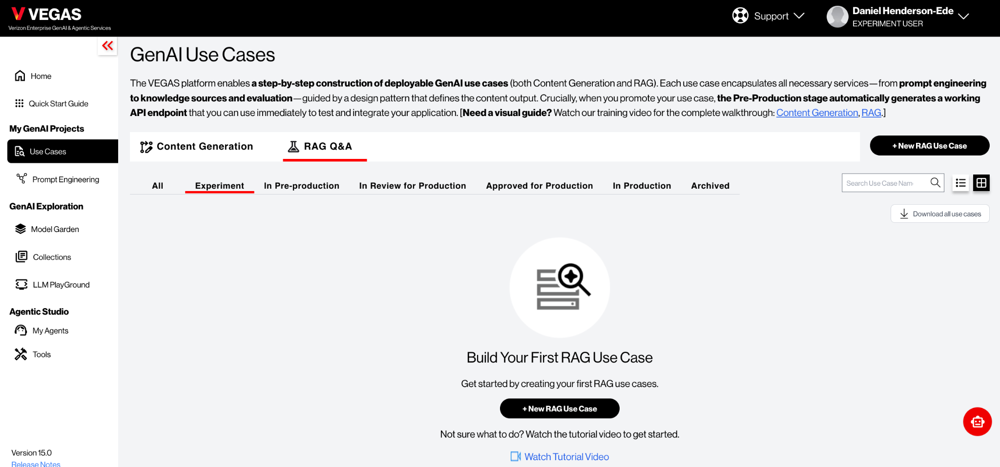 VEGAS
Verizon Enterprise GenAI & Agentic Services
Support
Daniel Henderson-Ede
EXPERIMENT USER
Home
Quick Start Guide
My GenAI Projects
Use Cases
Prompt Engineering
GenAI Exploration
Model Garden
Collections
LLM PlayGround
Agentic Studio
My Agents
Tools
Version 15.0
Release Notes
GenAI Use Cases
The VEGAS platform enables a step-by-step construction of deployable GenAI use cases (both Content Generation and RAG). Each use case encapsulates all necessary services—from prompt engineering
to knowledge sources and evaluation—guided by a design pattern that defines the content output. Crucially, when you promote your use case, the Pre-Production stage automatically generates a working
API endpoint that you can use immediately to test and integrate your application. [Need a visual guide? Watch our training video for the complete walkthrough: Content Generation, RAG.]
Content Generation
RAG Q&A
+ New RAG Use Case
All
Experiment
In Pre-production
In Review for Production
Approved for Production
In Production
Archived
Search Use Case Nam
Download all use cases
Build Your First RAG Use Case
Get started by creating your first RAG use cases.
+ New RAG Use Case
Not sure what to do? Watch the tutorial video to get started.
Watch Tutorial Video